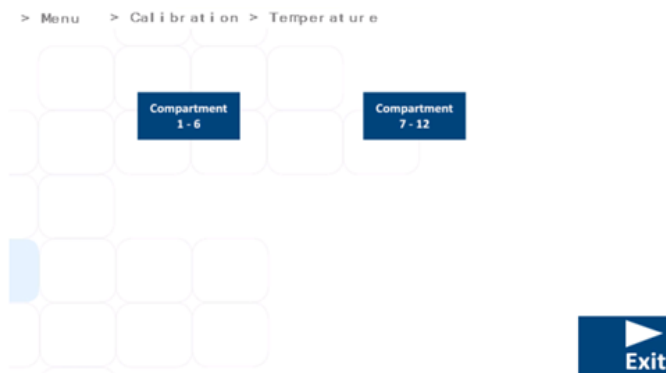 > Menu > Calibration > Temperature
Compartment
1 - 6
Compartment
7 - 12
Exit